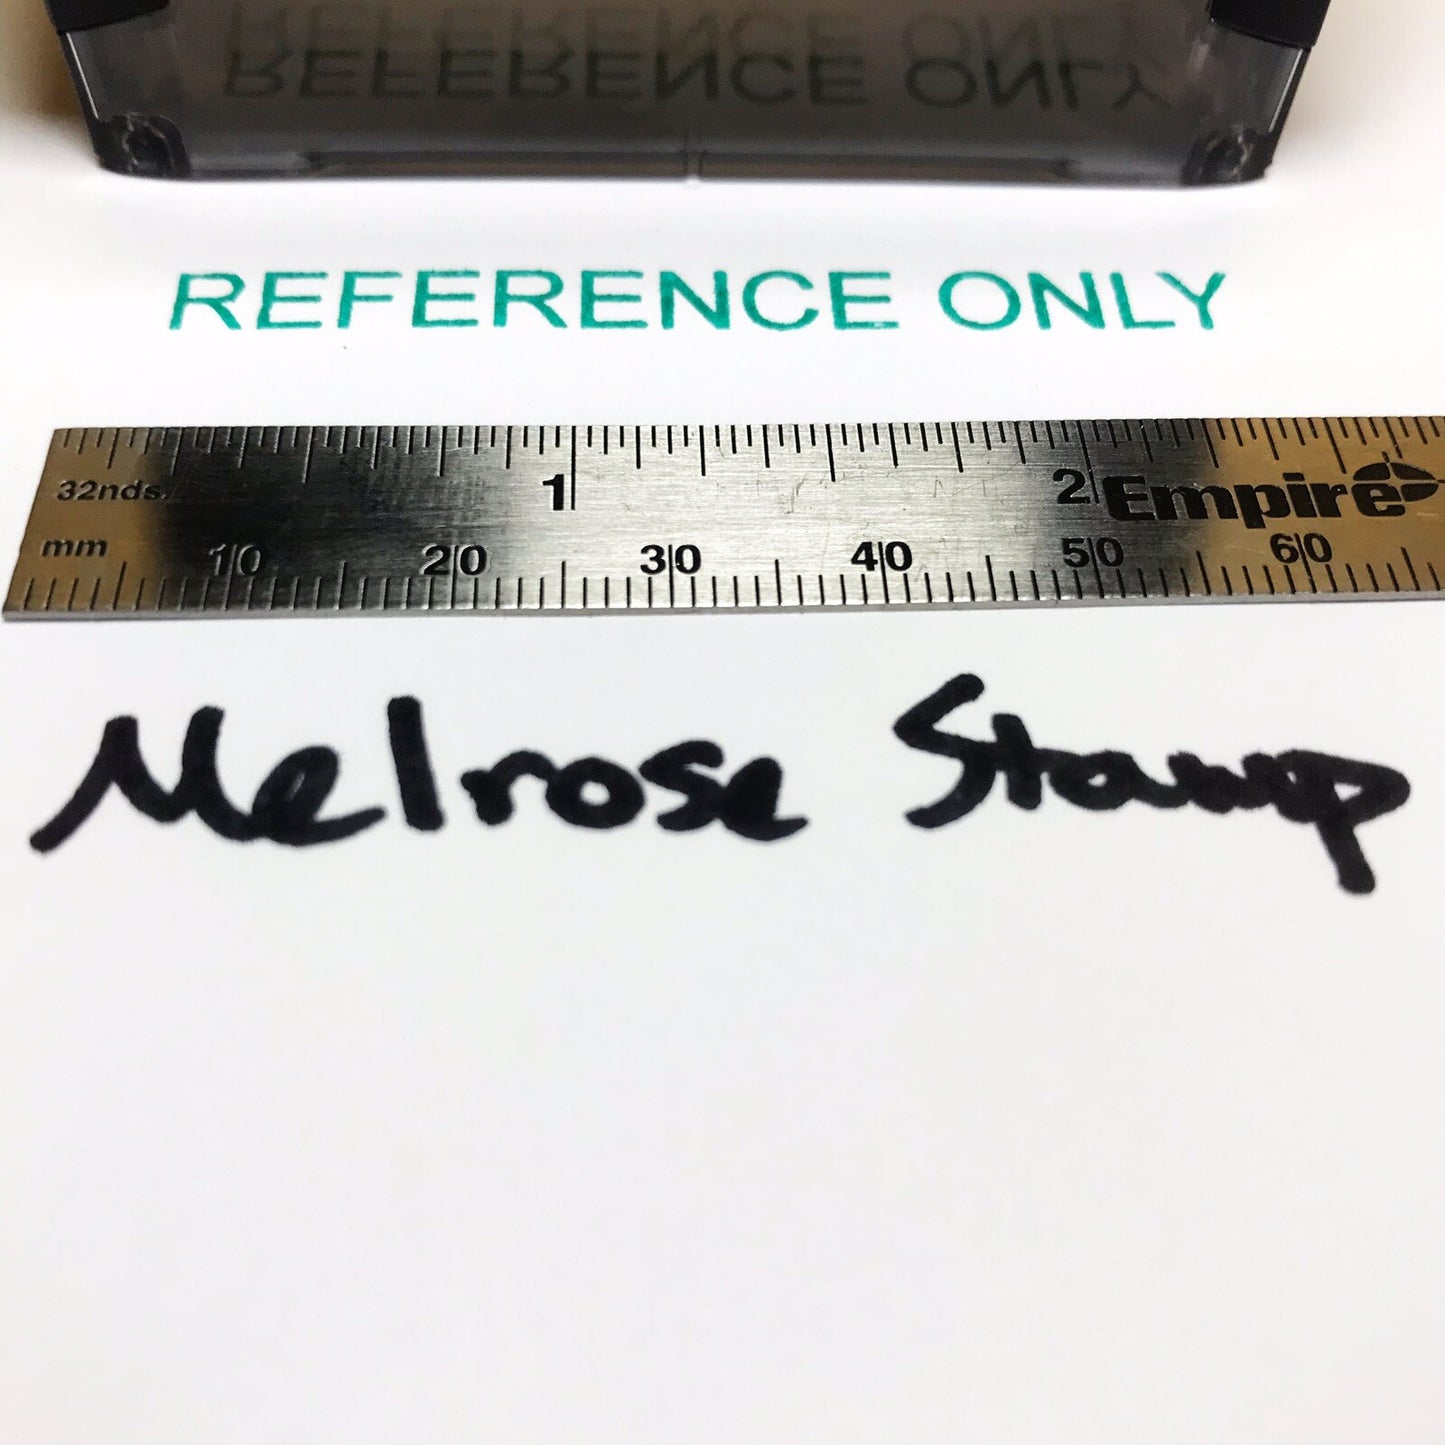 REFERENCE ONLY
REFERENCE ONLY
1 2 Empire
32nds.
mm 10 20 30 40 50 60
Melrose Stamp